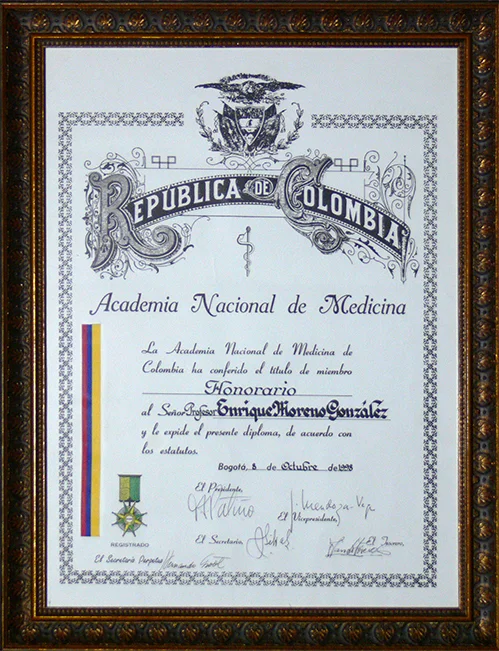 REPUBLICA DE COLOMBIA
Academia Nacional de Medicina
La Academia Nacional de Medicina de
Colombia ha conferido el título de miembro
Honorario
al Señor Profesor Enrique Moreno González
y le expide el presente diploma, de acuerdo con
los estatutos.
Bogotá, 8 de Octubre de 1998
El Presidente,
El (Vicepresidente)
El Secretario,
El Tesorero,
REGISTRADO
El Secretario Perpetuo